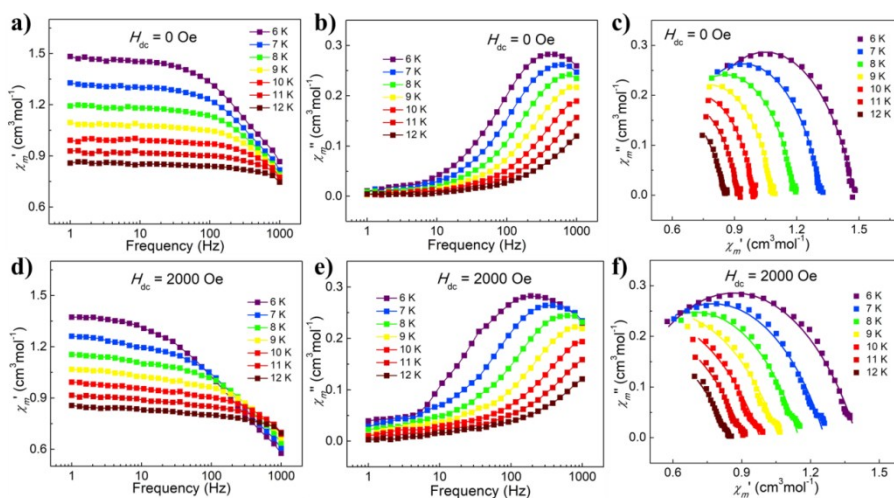 a)
H_dc = 0 Oe
6 K
7 K
8 K
9 K
10 K
11 K
12 K
χ_m' (cm³mol⁻¹)
1.5
1.2
0.9
0.6
1 10 100 1000
Frequency (Hz)
b)
H_dc = 0 Oe
6 K
7 K
8 K
9 K
10 K
11 K
12 K
χ_m'' (cm³mol⁻¹)
0.3
0.2
0.1
0.0
1 10 100 1000
Frequency (Hz)
c)
H_dc = 0 Oe
6 K
7 K
8 K
9 K
10 K
11 K
12 K
χ_m'' (cm³mol⁻¹)
0.3
0.2
0.1
0.0
0.6 0.9 1.2 1.5
χ_m' (cm³mol⁻¹)
d)
H_dc = 2000 Oe
6 K
7 K
8 K
9 K
10 K
11 K
12 K
χ_m' (cm³mol⁻¹)
1.5
1.2
0.9
0.6
1 10 100 1000
Frequency (Hz)
e)
H_dc = 2000 Oe
6 K
7 K
8 K
9 K
10 K
11 K
12 K
χ_m'' (cm³mol⁻¹)
0.3
0.2
0.1
0.0
1 10 100 1000
Frequency (Hz)
f)
H_dc = 2000 Oe
6 K
7 K
8 K
9 K
10 K
11 K
12 K
χ_m'' (cm³mol⁻¹)
0.3
0.2
0.1
0.0
0.6 0.9 1.2 1.5
χ_m' (cm³mol⁻¹)